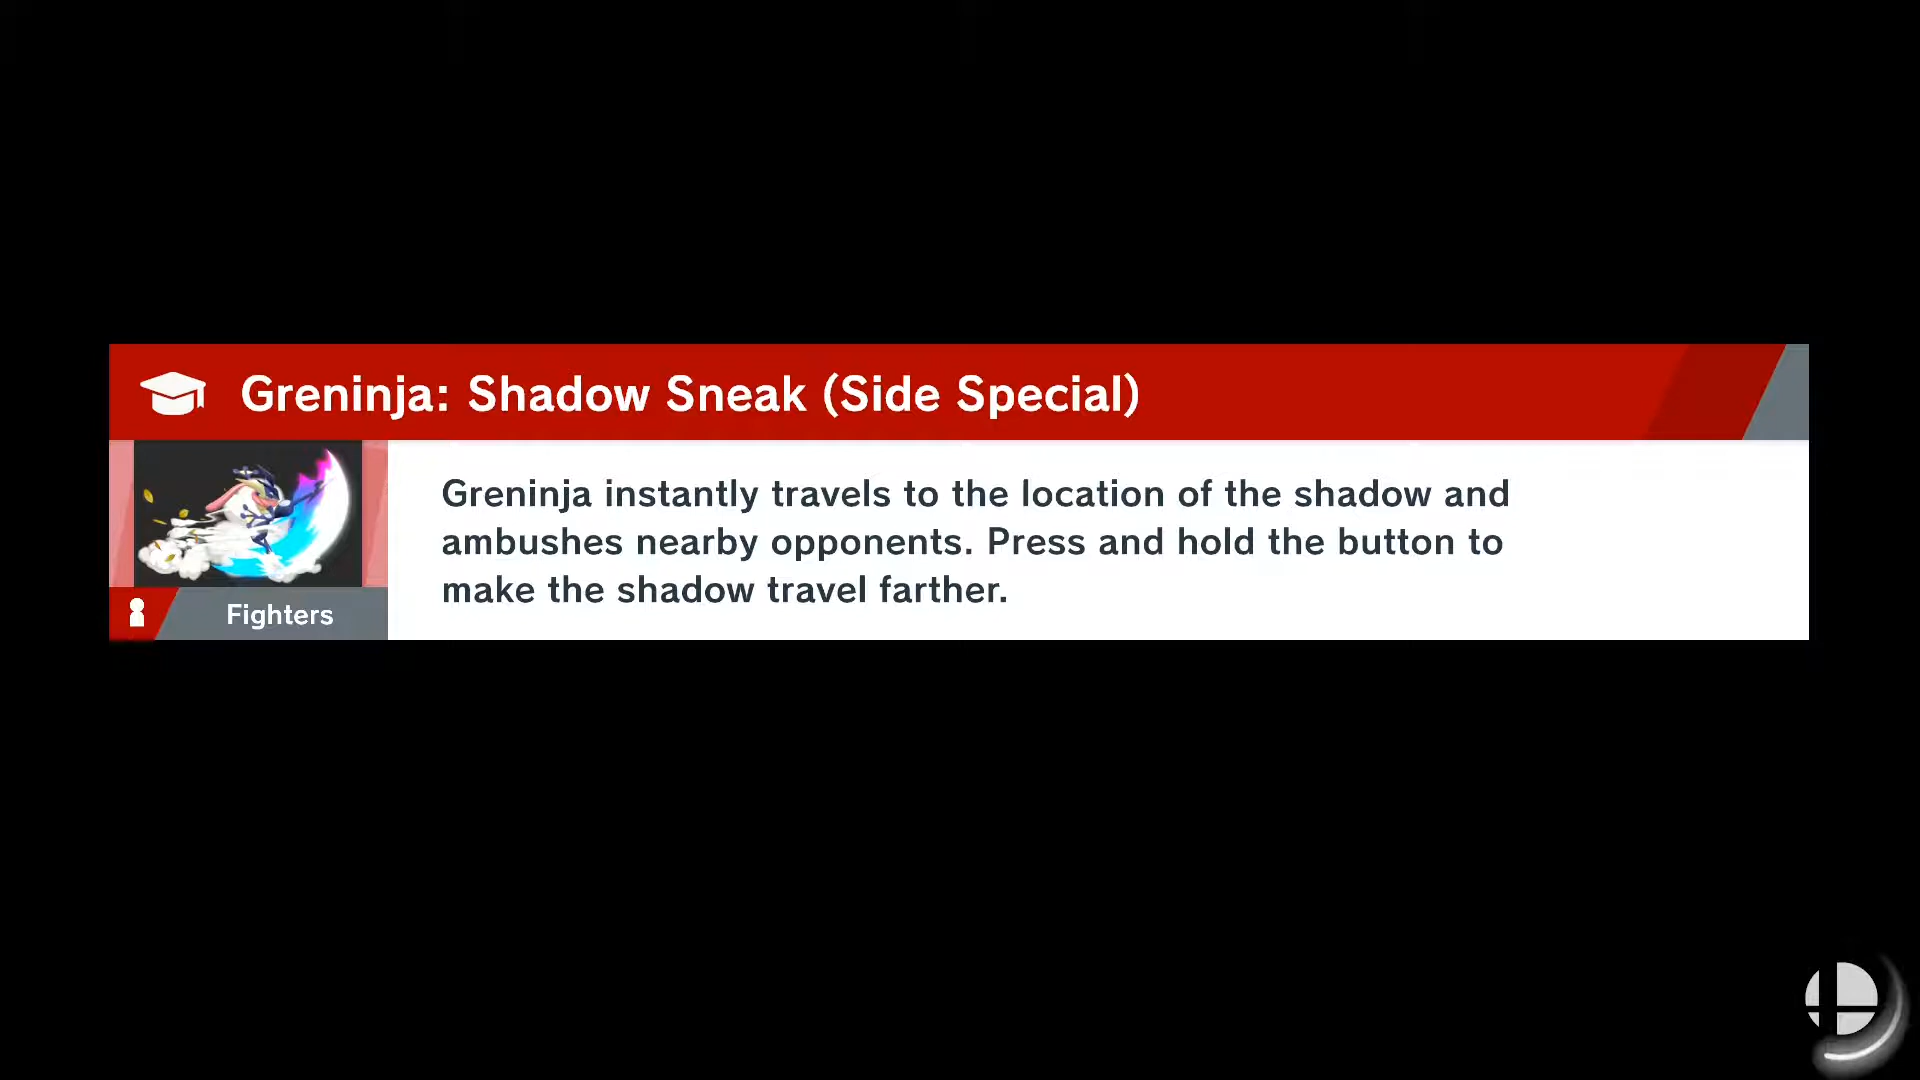 Greninja: Shadow Sneak (Side Special)
Greninja instantly travels to the location of the shadow and
ambushes nearby opponents. Press and hold the button to
make the shadow travel farther.
Fighters